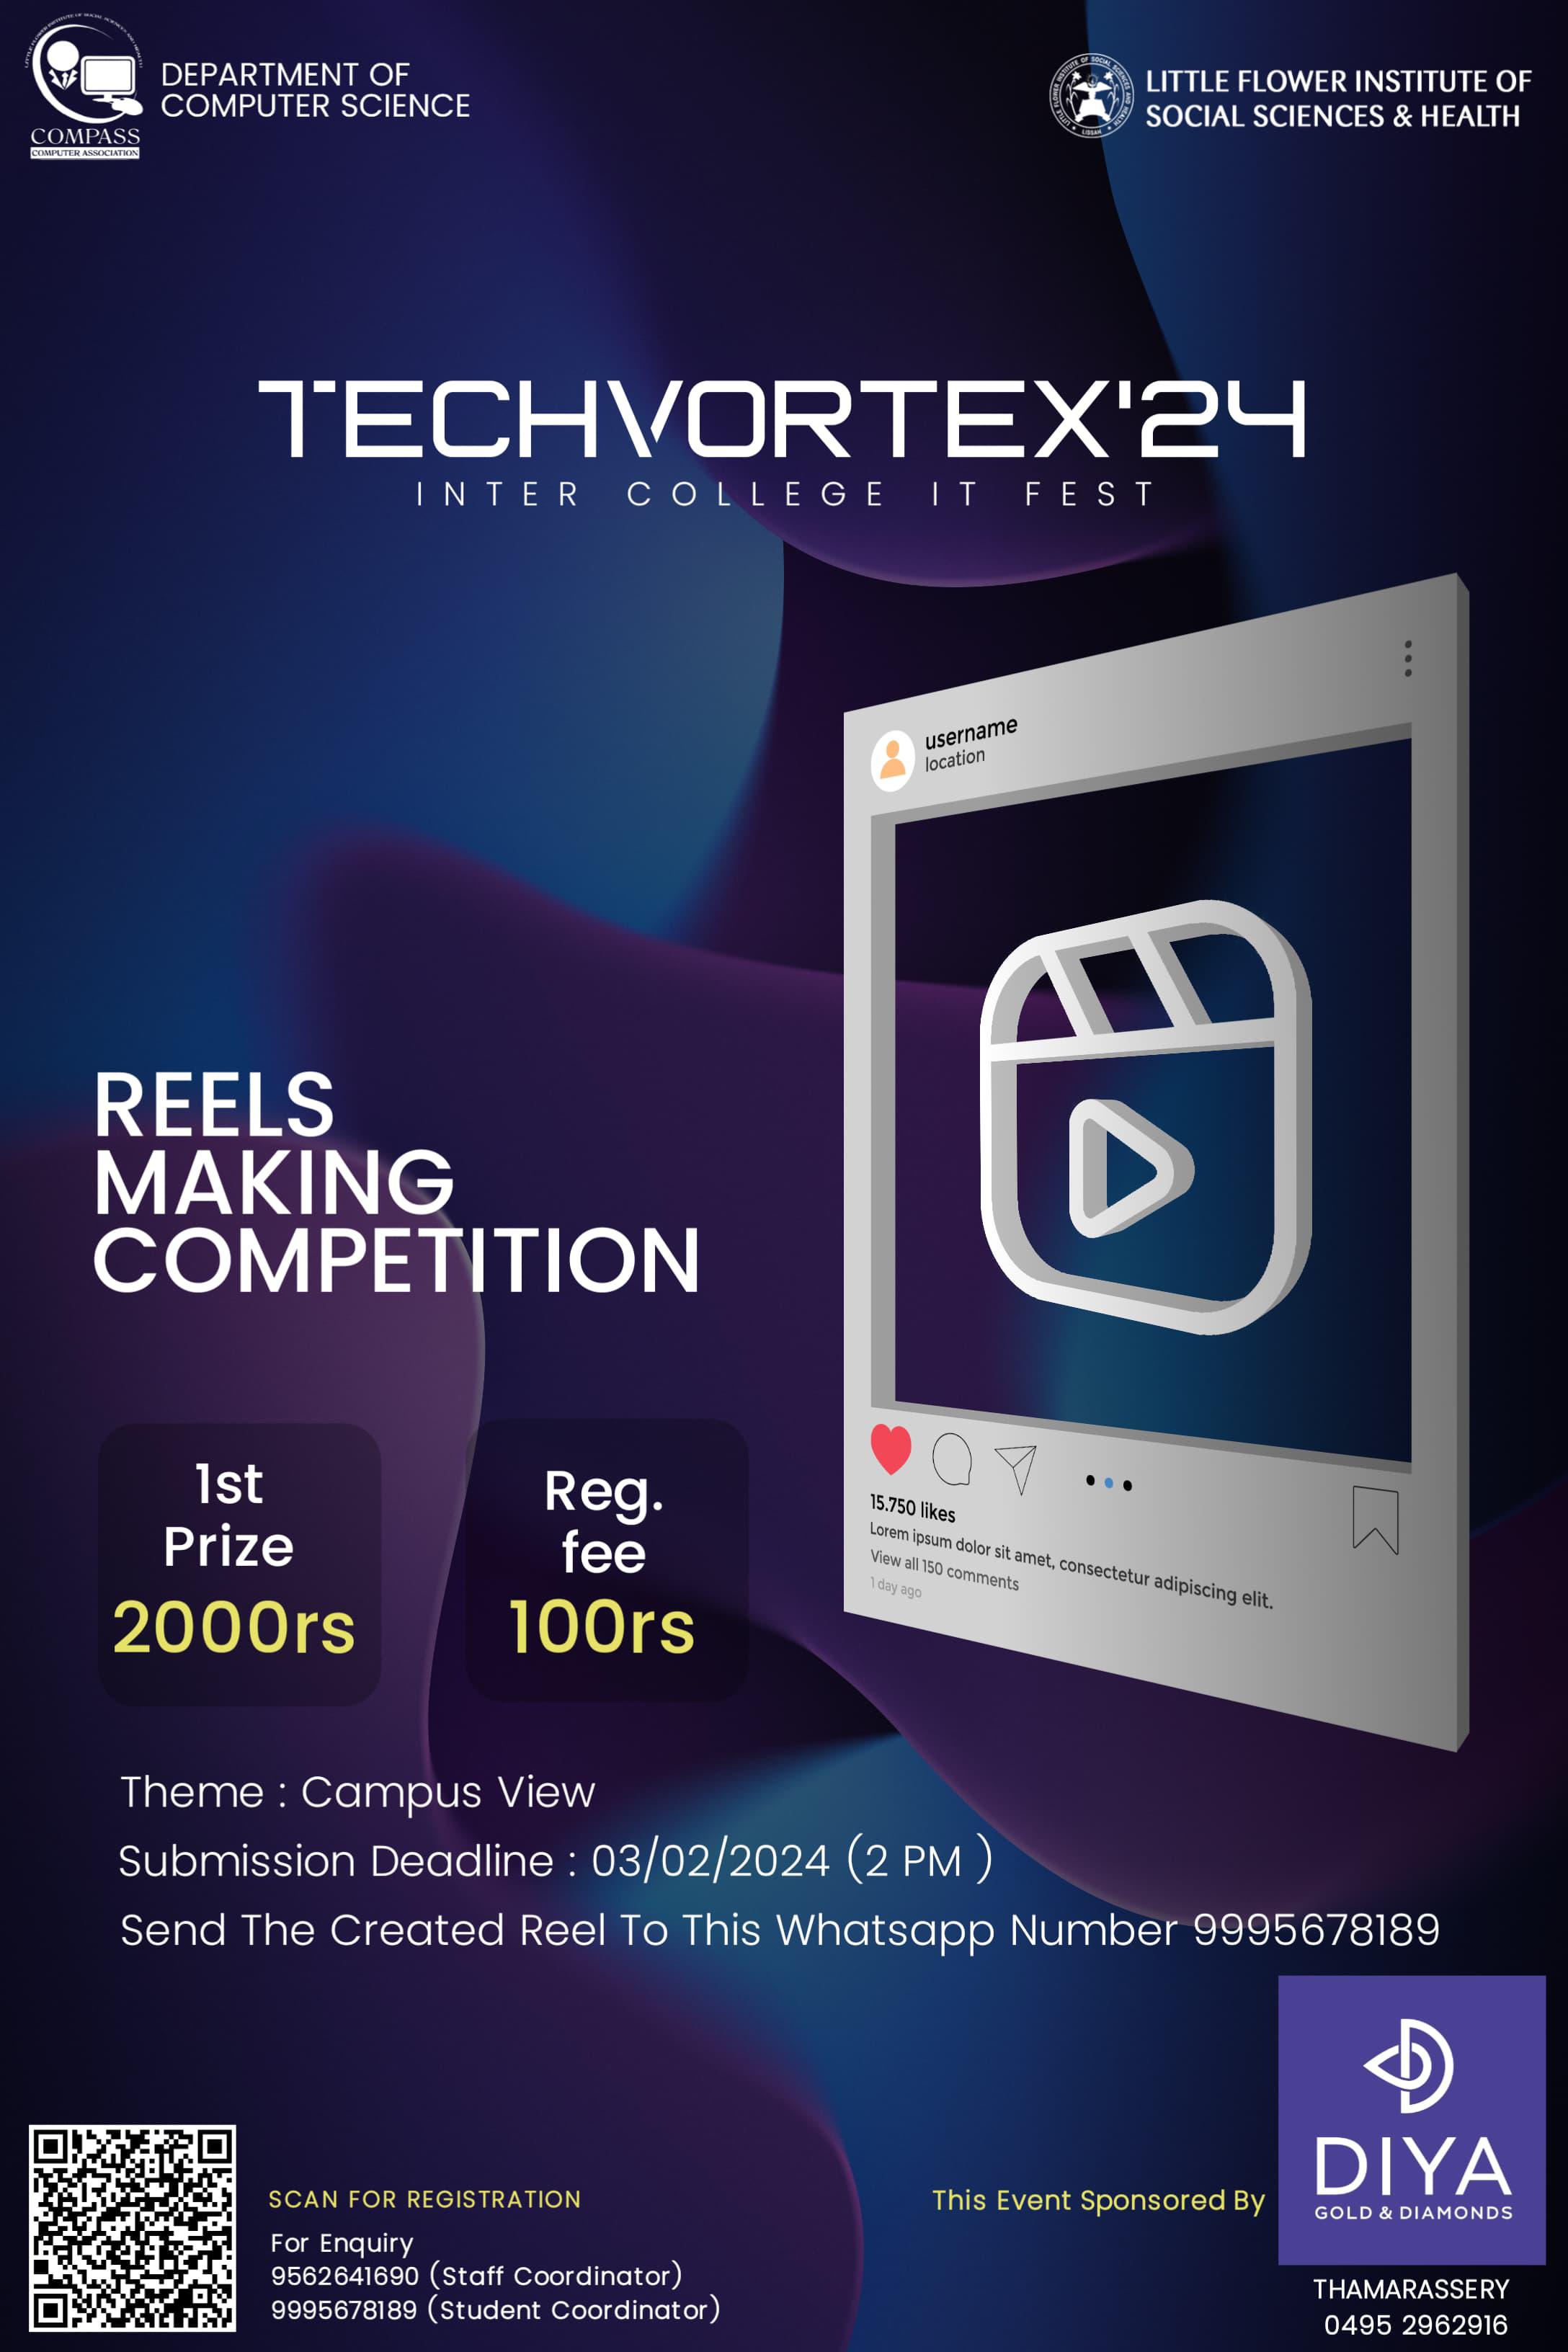 DEPARTMENT OF
COMPUTER SCIENCE
COMPASS
COMPUTER ASSOCIATION
LITTLE FLOWER INSTITUTE OF
SOCIAL SCIENCES & HEALTH
TECHVORTEX'24
INTER COLLEGE IT FEST
username
location
REELS
MAKING
COMPETITION
1st
Prize
2000rs
Reg.
fee
100rs
15.750 likes
Lorem ipsum dolor sit amet, consectetur adipiscing elit.
View all 150 comments
1 day ago
Theme : Campus View
Submission Deadline : 03/02/2024 (2 PM )
Send The Created Reel To This Whatsapp Number 9995678189
SCAN FOR REGISTRATION
For Enquiry
9562641690 (Staff Coordinator)
9995678189 (Student Coordinator)
This Event Sponsored By
DIYA
GOLD & DIAMONDS
THAMARASSERY
0495 2962916